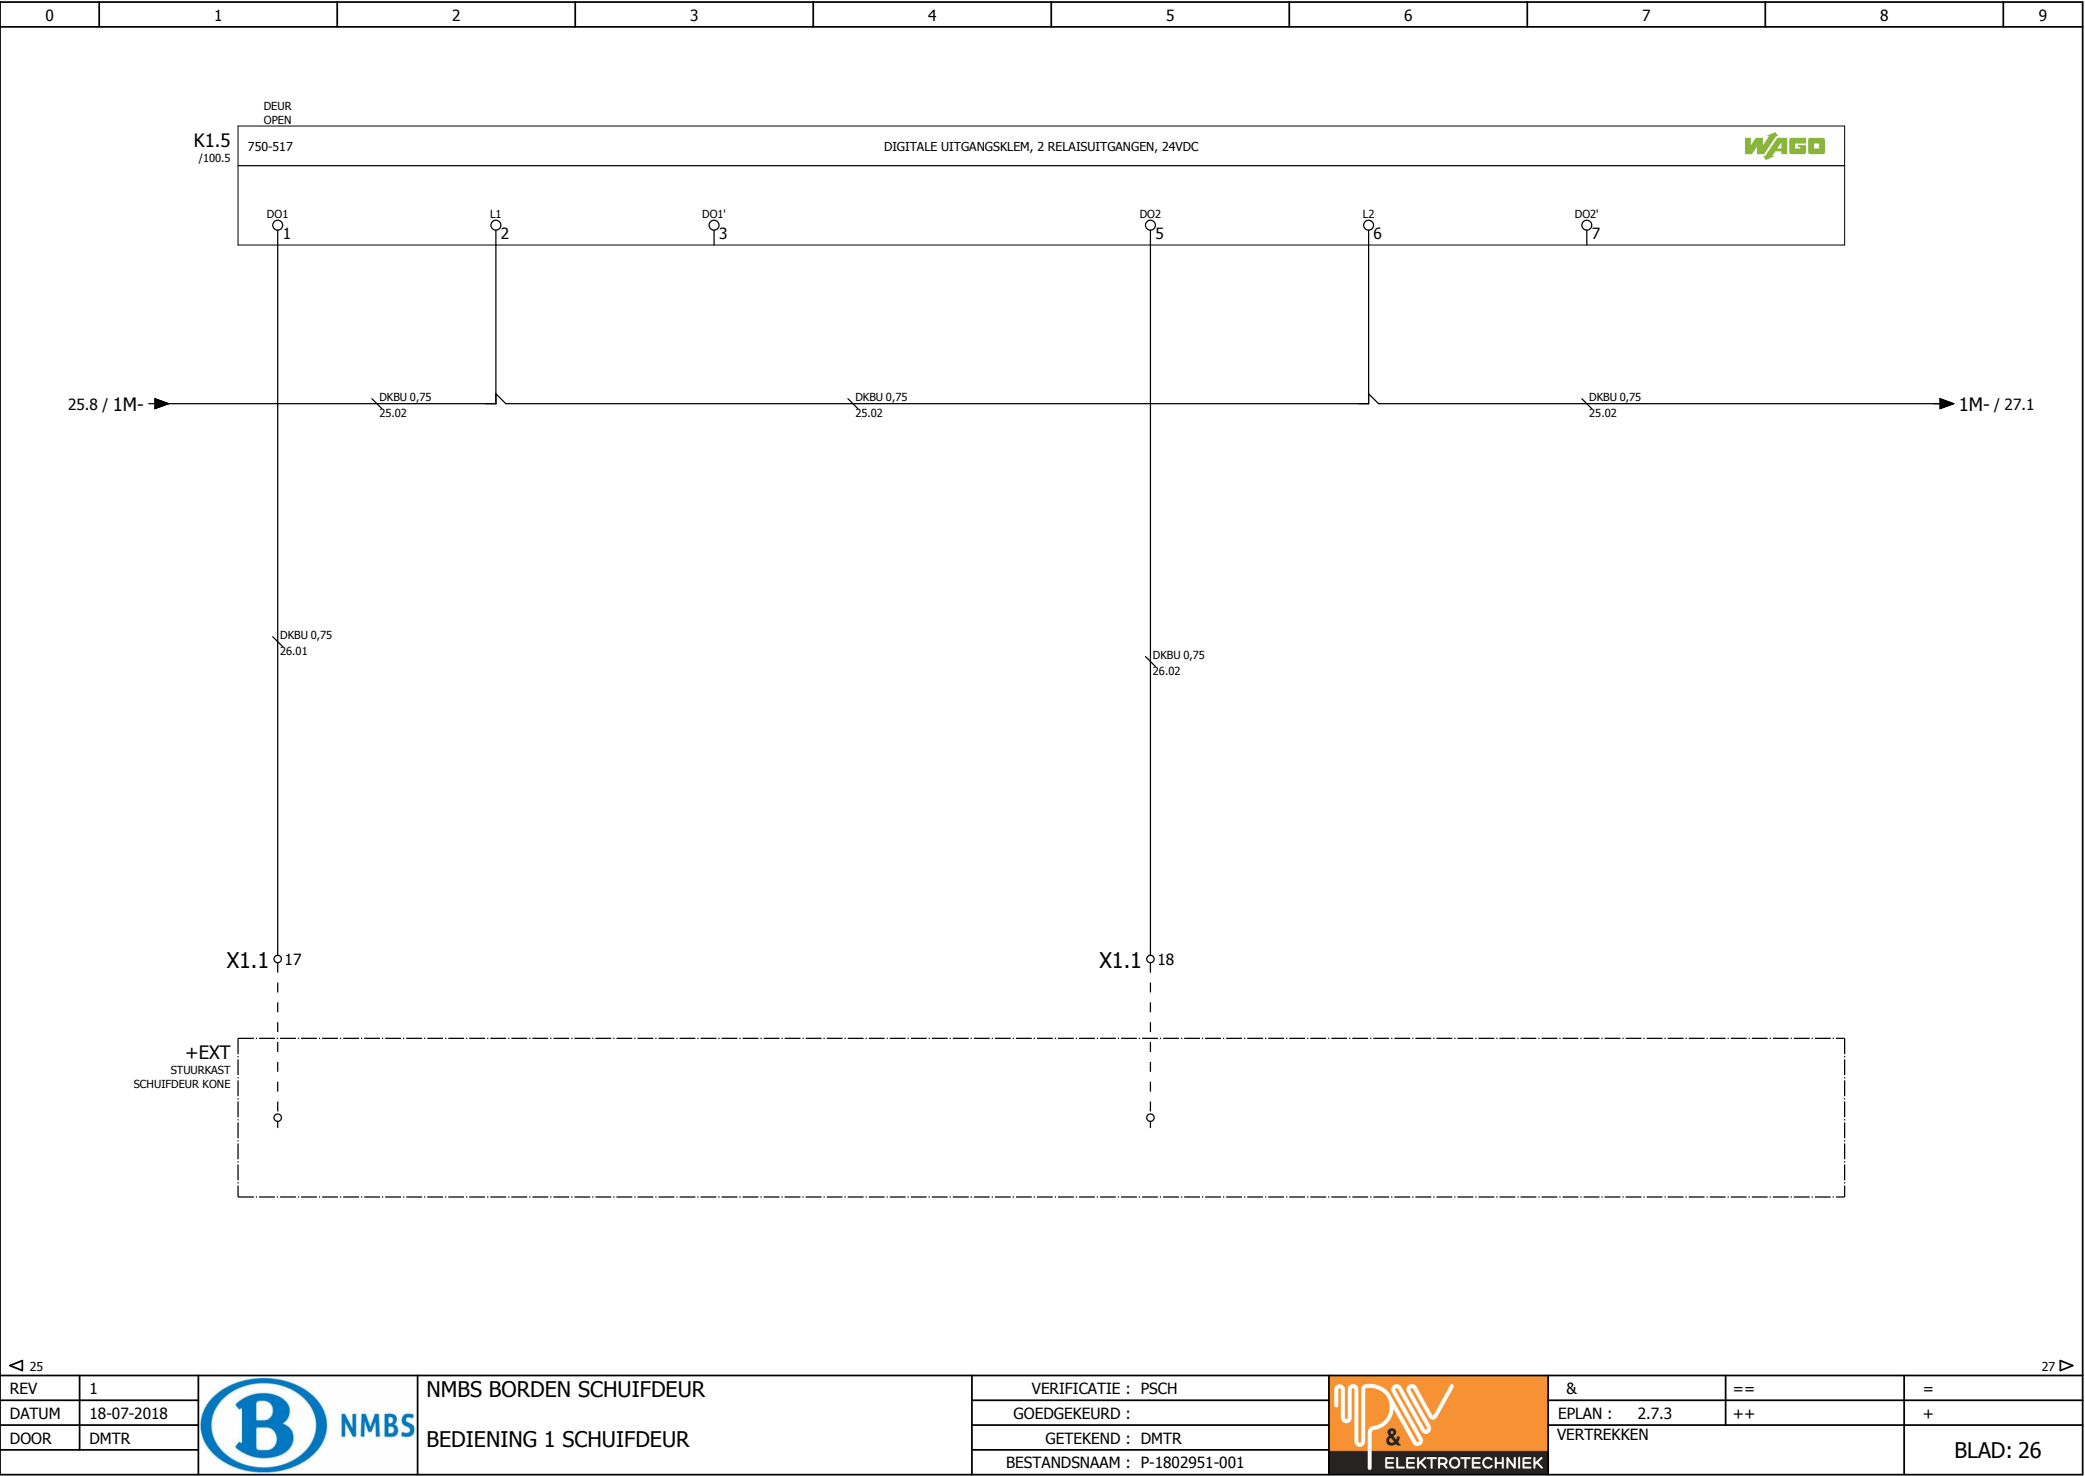 0 1 2 3 4 5 6 7 8 9
DEUR
OPEN
K1.5
/100.5
750-517
DIGITALE UITGANGSKLEM, 2 RELAISUITGANGEN, 24VDC
WAGO
DO1 L1 DO1' DO2 L2 DO2'
1 2 3 5 6 7
25.8 / 1M-
DKBU 0,75
25.02
DKBU 0,75
25.02
DKBU 0,75
25.02
1M- / 27.1
DKBU 0,75
26.01
DKBU 0,75
26.02
X1.1 17
X1.1 18
+EXT
STUURKAST
SCHUIFDEUR KONE
25
27
REV 1
DATUM 18-07-2018
DOOR DMTR
B NMBS
NMBS BORDEN SCHUIFDEUR
BEDIENING 1 SCHUIFDEUR
VERIFICATIE : PSCH
GOEDGEKEURD :
GETEKEND : DMTR
BESTANDSNAAM : P-1802951-001
P&V
ELEKTROTECHNIEK
& == =
EPLAN : 2.7.3 ++ +
VERTREKKEN
BLAD: 26